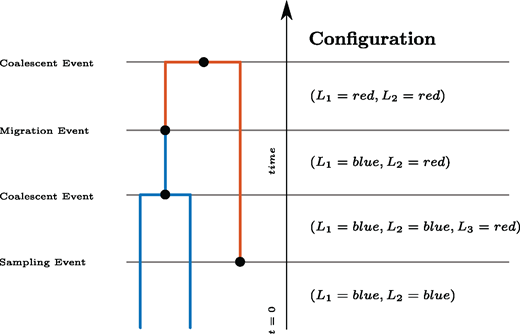 Configuration
Coalescent Event
(L₁ = red, L₂ = red)
Migration Event
(L₁ = blue, L₂ = red)
time
Coalescent Event
(L₁ = blue, L₂ = blue, L₃ = red)
Sampling Event
(L₁ = blue, L₂ = blue)
t = 0